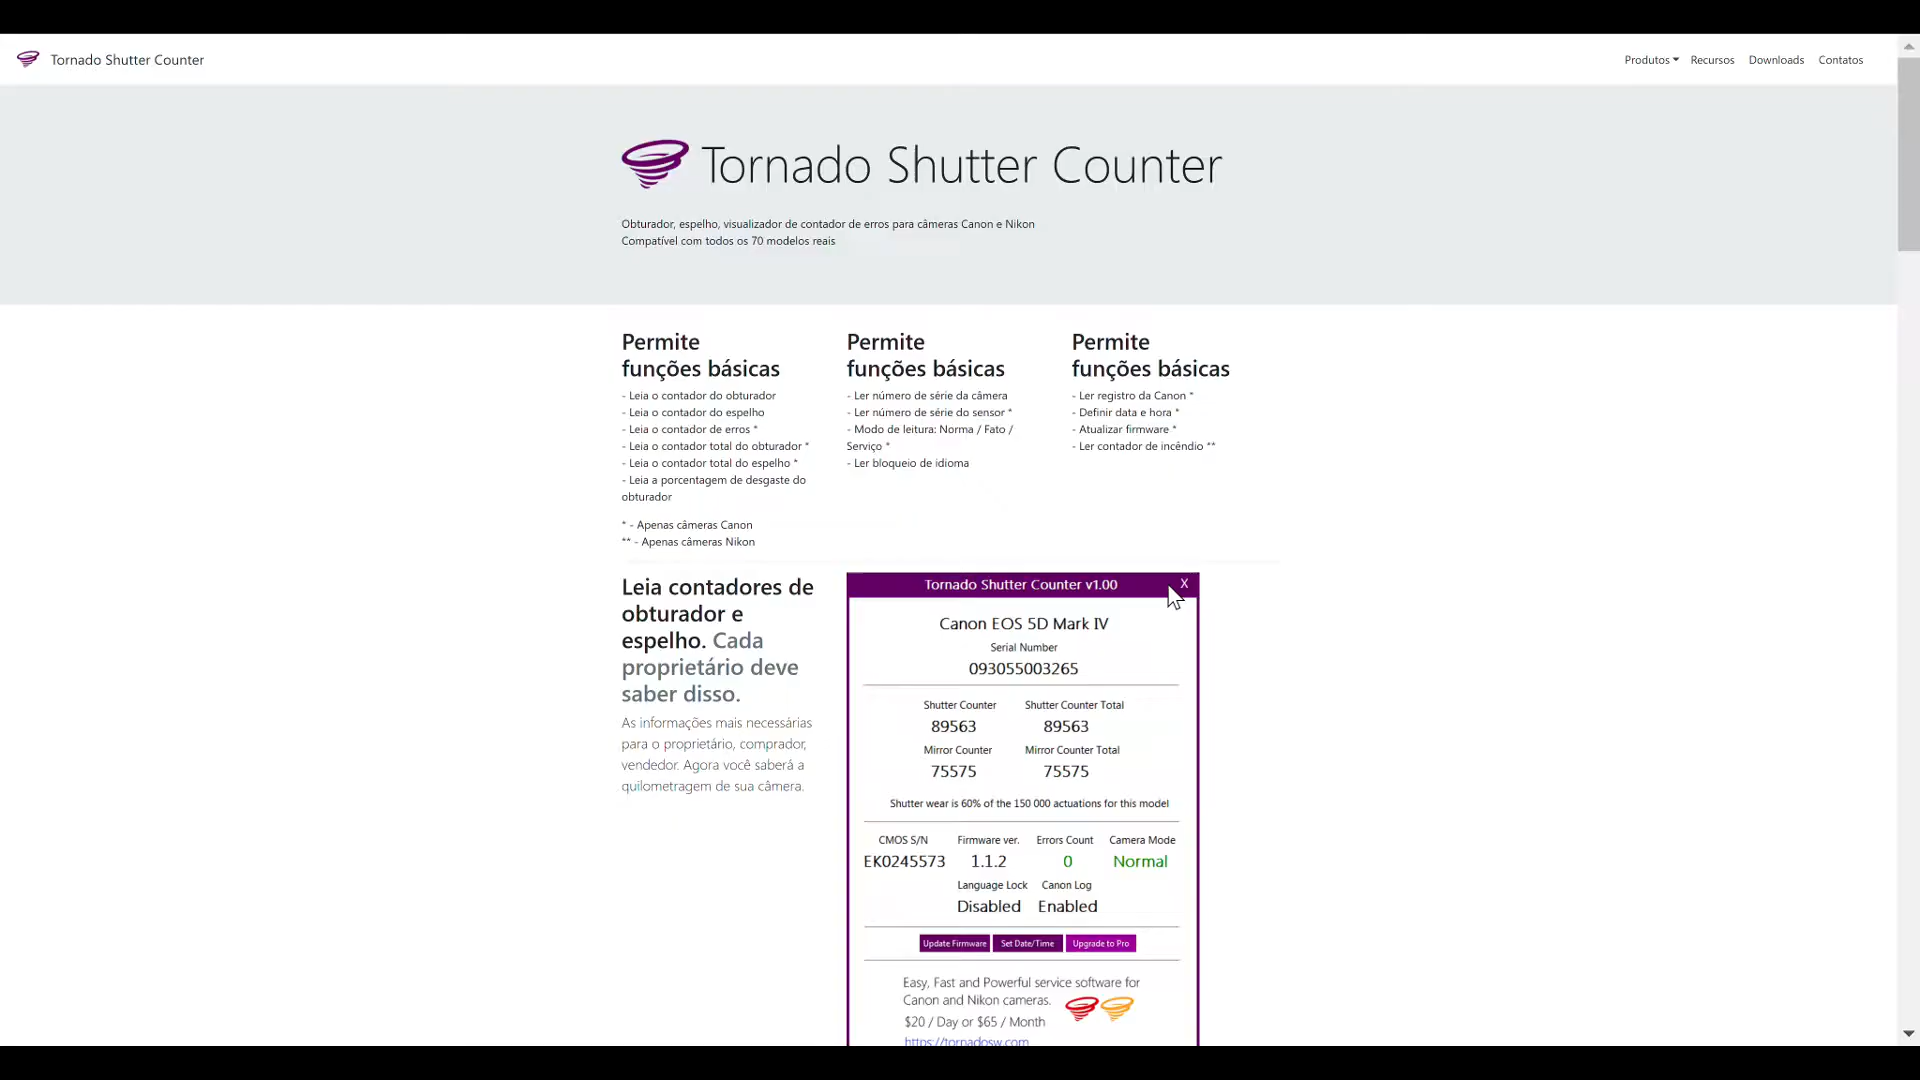 Tornado Shutter Counter
Produtos Recursos Downloads Contatos
Tornado Shutter Counter
Obturador, espelho, visualizador de contador de erros para câmeras Canon e Nikon
Compatível com todos os 70 modelos reais
Permite
funções básicas
- Leia o contador do obturador
- Leia o contador do espelho
- Leia o contador de erros *
- Leia o contador total do obturador *
- Leia o contador total do espelho *
- Leia a porcentagem de desgaste do
obturador
* - Apenas câmeras Canon
** - Apenas câmeras Nikon
Permite
funções básicas
- Ler número de série da câmera
- Ler número de série do sensor *
- Modo de leitura: Norma / Fato /
Serviço *
- Ler bloqueio de idioma
Permite
funções básicas
- Ler registro da Canon *
- Definir data e hora *
- Atualizar firmware *
- Ler contador de incêndio **
Leia contadores de
obturador e
espelho. Cada
proprietário deve
saber disso.
As informações mais necessárias
para o proprietário, comprador,
vendedor. Agora você saberá a
quilometragem de sua câmera.
Tornado Shutter Counter v1.00 X
Canon EOS 5D Mark IV
Serial Number
093055003265
Shutter Counter Shutter Counter Total
89563 89563
Mirror Counter Mirror Counter Total
75575 75575
Shutter wear is 60% of the 150 000 actuations for this model
CMOS S/N Firmware ver. Errors Count Camera Mode
EK0245573 1.1.2 0 Normal
Language Lock Canon Log
Disabled Enabled
Update Firmware Set Date/Time Upgrade to Pro
Easy, Fast and Powerful service software for
Canon and Nikon cameras.
$20 / Day or $65 / Month
https://tornadosw.com